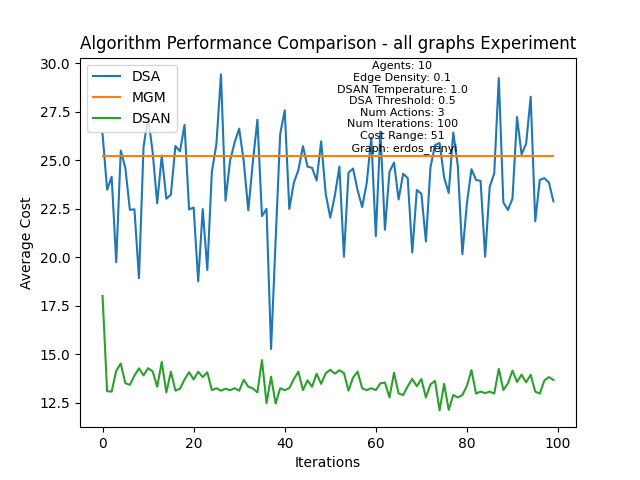 Algorithm Performance Comparison - all graphs Experiment
DSA
MGM
DSAN
Agents: 10
Edge Density: 0.1
DSAN Temperature: 1.0
DSA Threshold: 0.5
Num Actions: 3
Num Iterations: 100
Cost Range: 51
Graph: erdos_renyi
30.0
27.5
25.0
22.5
20.0
17.5
15.0
12.5
Average Cost
0 20 40 60 80 100
Iterations